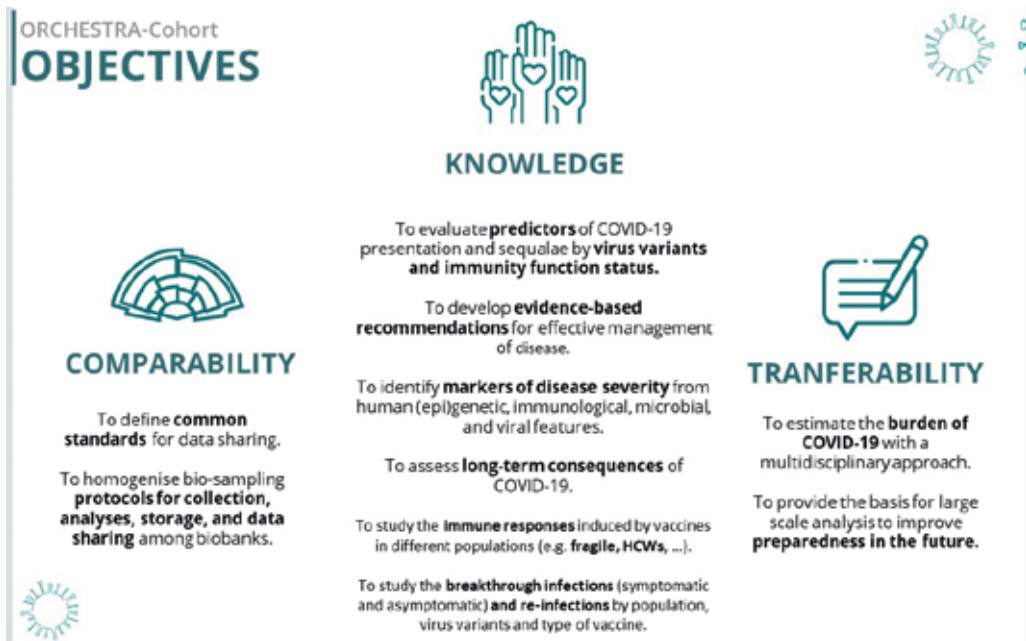 ORCHESTRA-Cohort
OBJECTIVES
KNOWLEDGE
To evaluate predictors of COVID-19
presentation and sequalae by virus variants
and immunity function status.
To develop evidence-based
recommendations for effective management
of disease.
To identify markers of disease severity from
human (epi)genetic, immunological, microbial,
and viral features.
To assess long-term consequences of
COVID-19.
To study the immune responses induced by vaccines
in different populations (e.g. fragile, HCWs, ...).
To study the breakthrough infections (symptomatic
and asymptomatic) and re-infections by population,
virus variants and type of vaccine.
COMPARABILITY
To define common
standards for data sharing.
To homogenise bio-sampling
protocols for collection,
analyses, storage, and data
sharing among biobanks.
TRANFERABILITY
To estimate the burden of
COVID-19 with a
multidisciplinary approach.
To provide the basis for large
scale analysis to improve
preparedness in the future.